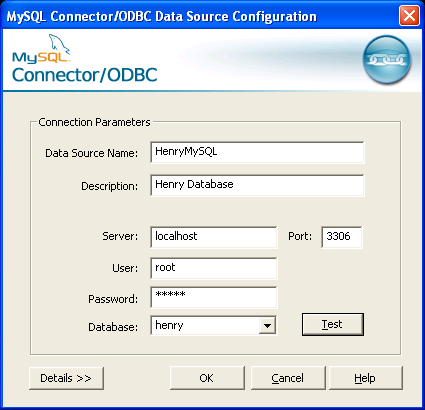 MySQL Connector/ODBC Data Source Configuration
MySQL
Connector/ODBC
Connection Parameters
Data Source Name: HenryMySQL
Description: Henry Database
Server: localhost Port: 3306
User: root
Password: *****
Database: henry Test
Details >> OK Cancel Help